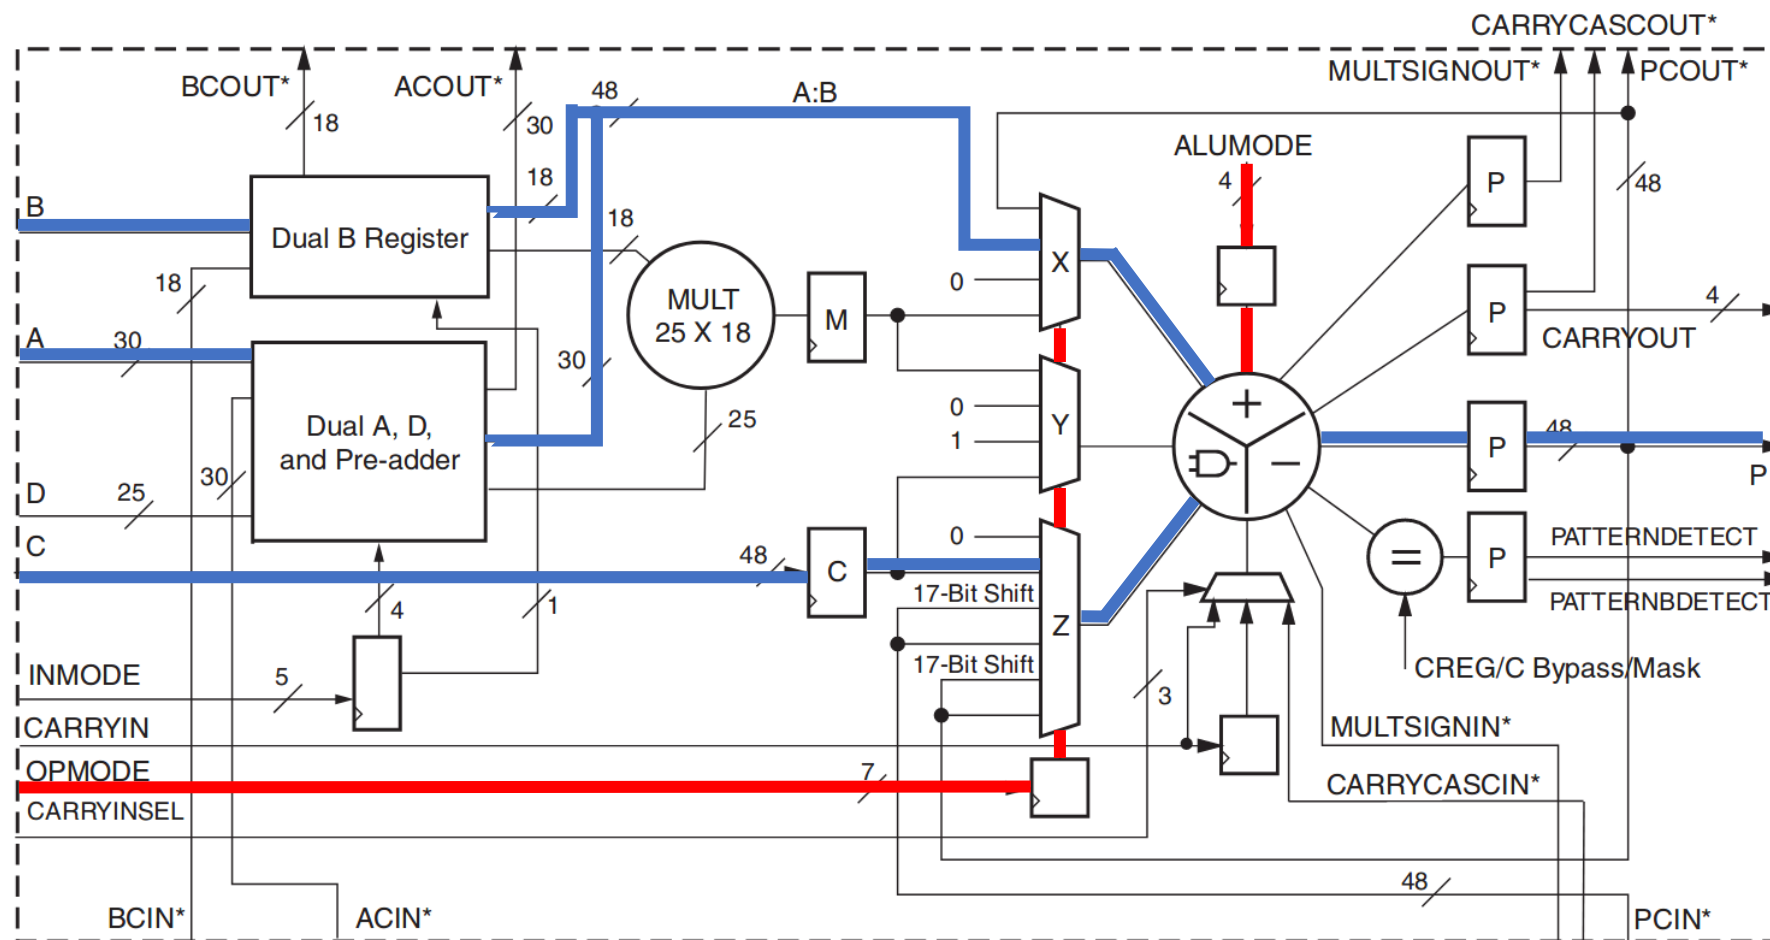 CARRYCASCOUT*
BCOUT*
ACOUT*
48
A:B
MULTSIGNOUT*
PCOUT*
18
30
ALUMODE
4
18
48
B
Dual B Register
18
P
18
X
0
MULT
25 X 18
M
P
4
CARRYOUT
A
30
30
Dual A, D,
and Pre-adder
25
0
1
Y
+
−
48
P
P
D
25
30
C
48
C
0
17-Bit Shift
Z
17-Bit Shift
=
P
PATTERNDETECT
PATTERNBDETECT
4
1
3
CREG/C Bypass/Mask
INMODE
5
CARRYIN
MULTSIGNIN*
OPMODE
7
CARRYINSEL
CARRYCASCIN*
48
BCIN*
ACIN*
PCIN*